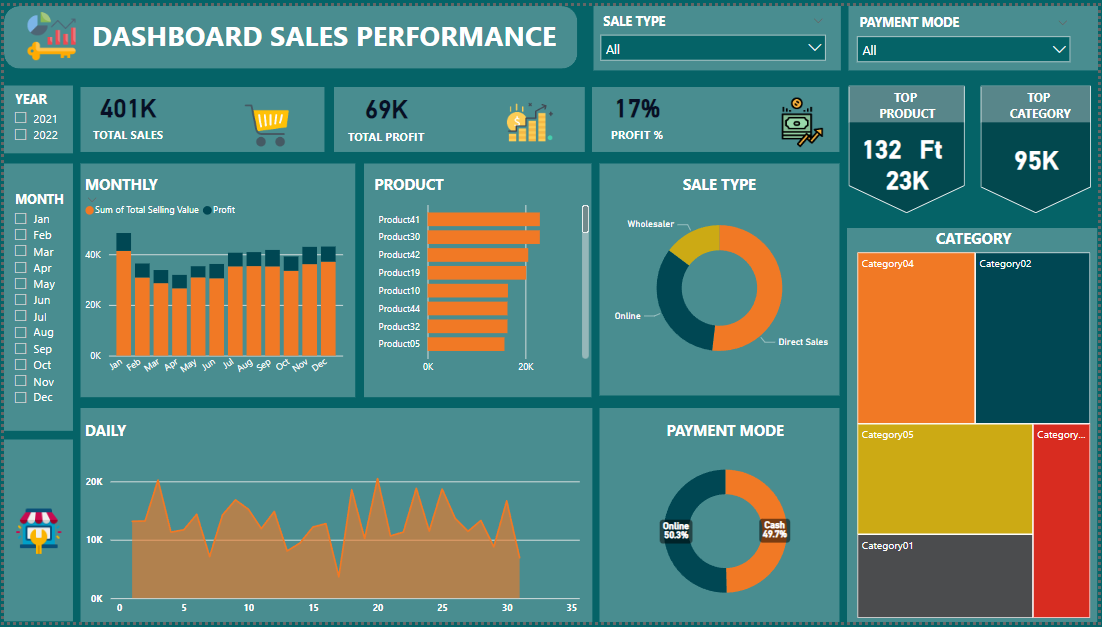 DASHBOARD SALES PERFORMANCE
SALE TYPE
All
PAYMENT MODE
All
YEAR
2021
2022
401K
TOTAL SALES
69K
TOTAL PROFIT
17%
PROFIT %
TOP
PRODUCT
132 Ft
23K
TOP
CATEGORY
95K
MONTH
Jan
Feb
Mar
Apr
May
Jun
Jul
Aug
Sep
Oct
Nov
Dec
MONTHLY
Sum of Total Selling Value Profit
40K
20K
0K
Jan Feb Mar Apr May Jun Jul Aug Sep Oct Nov Dec
PRODUCT
Product41
Product30
Product42
Product19
Product10
Product44
Product32
Product05
0K 20K
SALE TYPE
Wholesaler
Online
Direct Sales
CATEGORY
Category04 Category02
Category05 Category...
Category01
DAILY
20K
10K
0K
0 5 10 15 20 25 30 35
PAYMENT MODE
Online
50.3%
Cash
49.7%